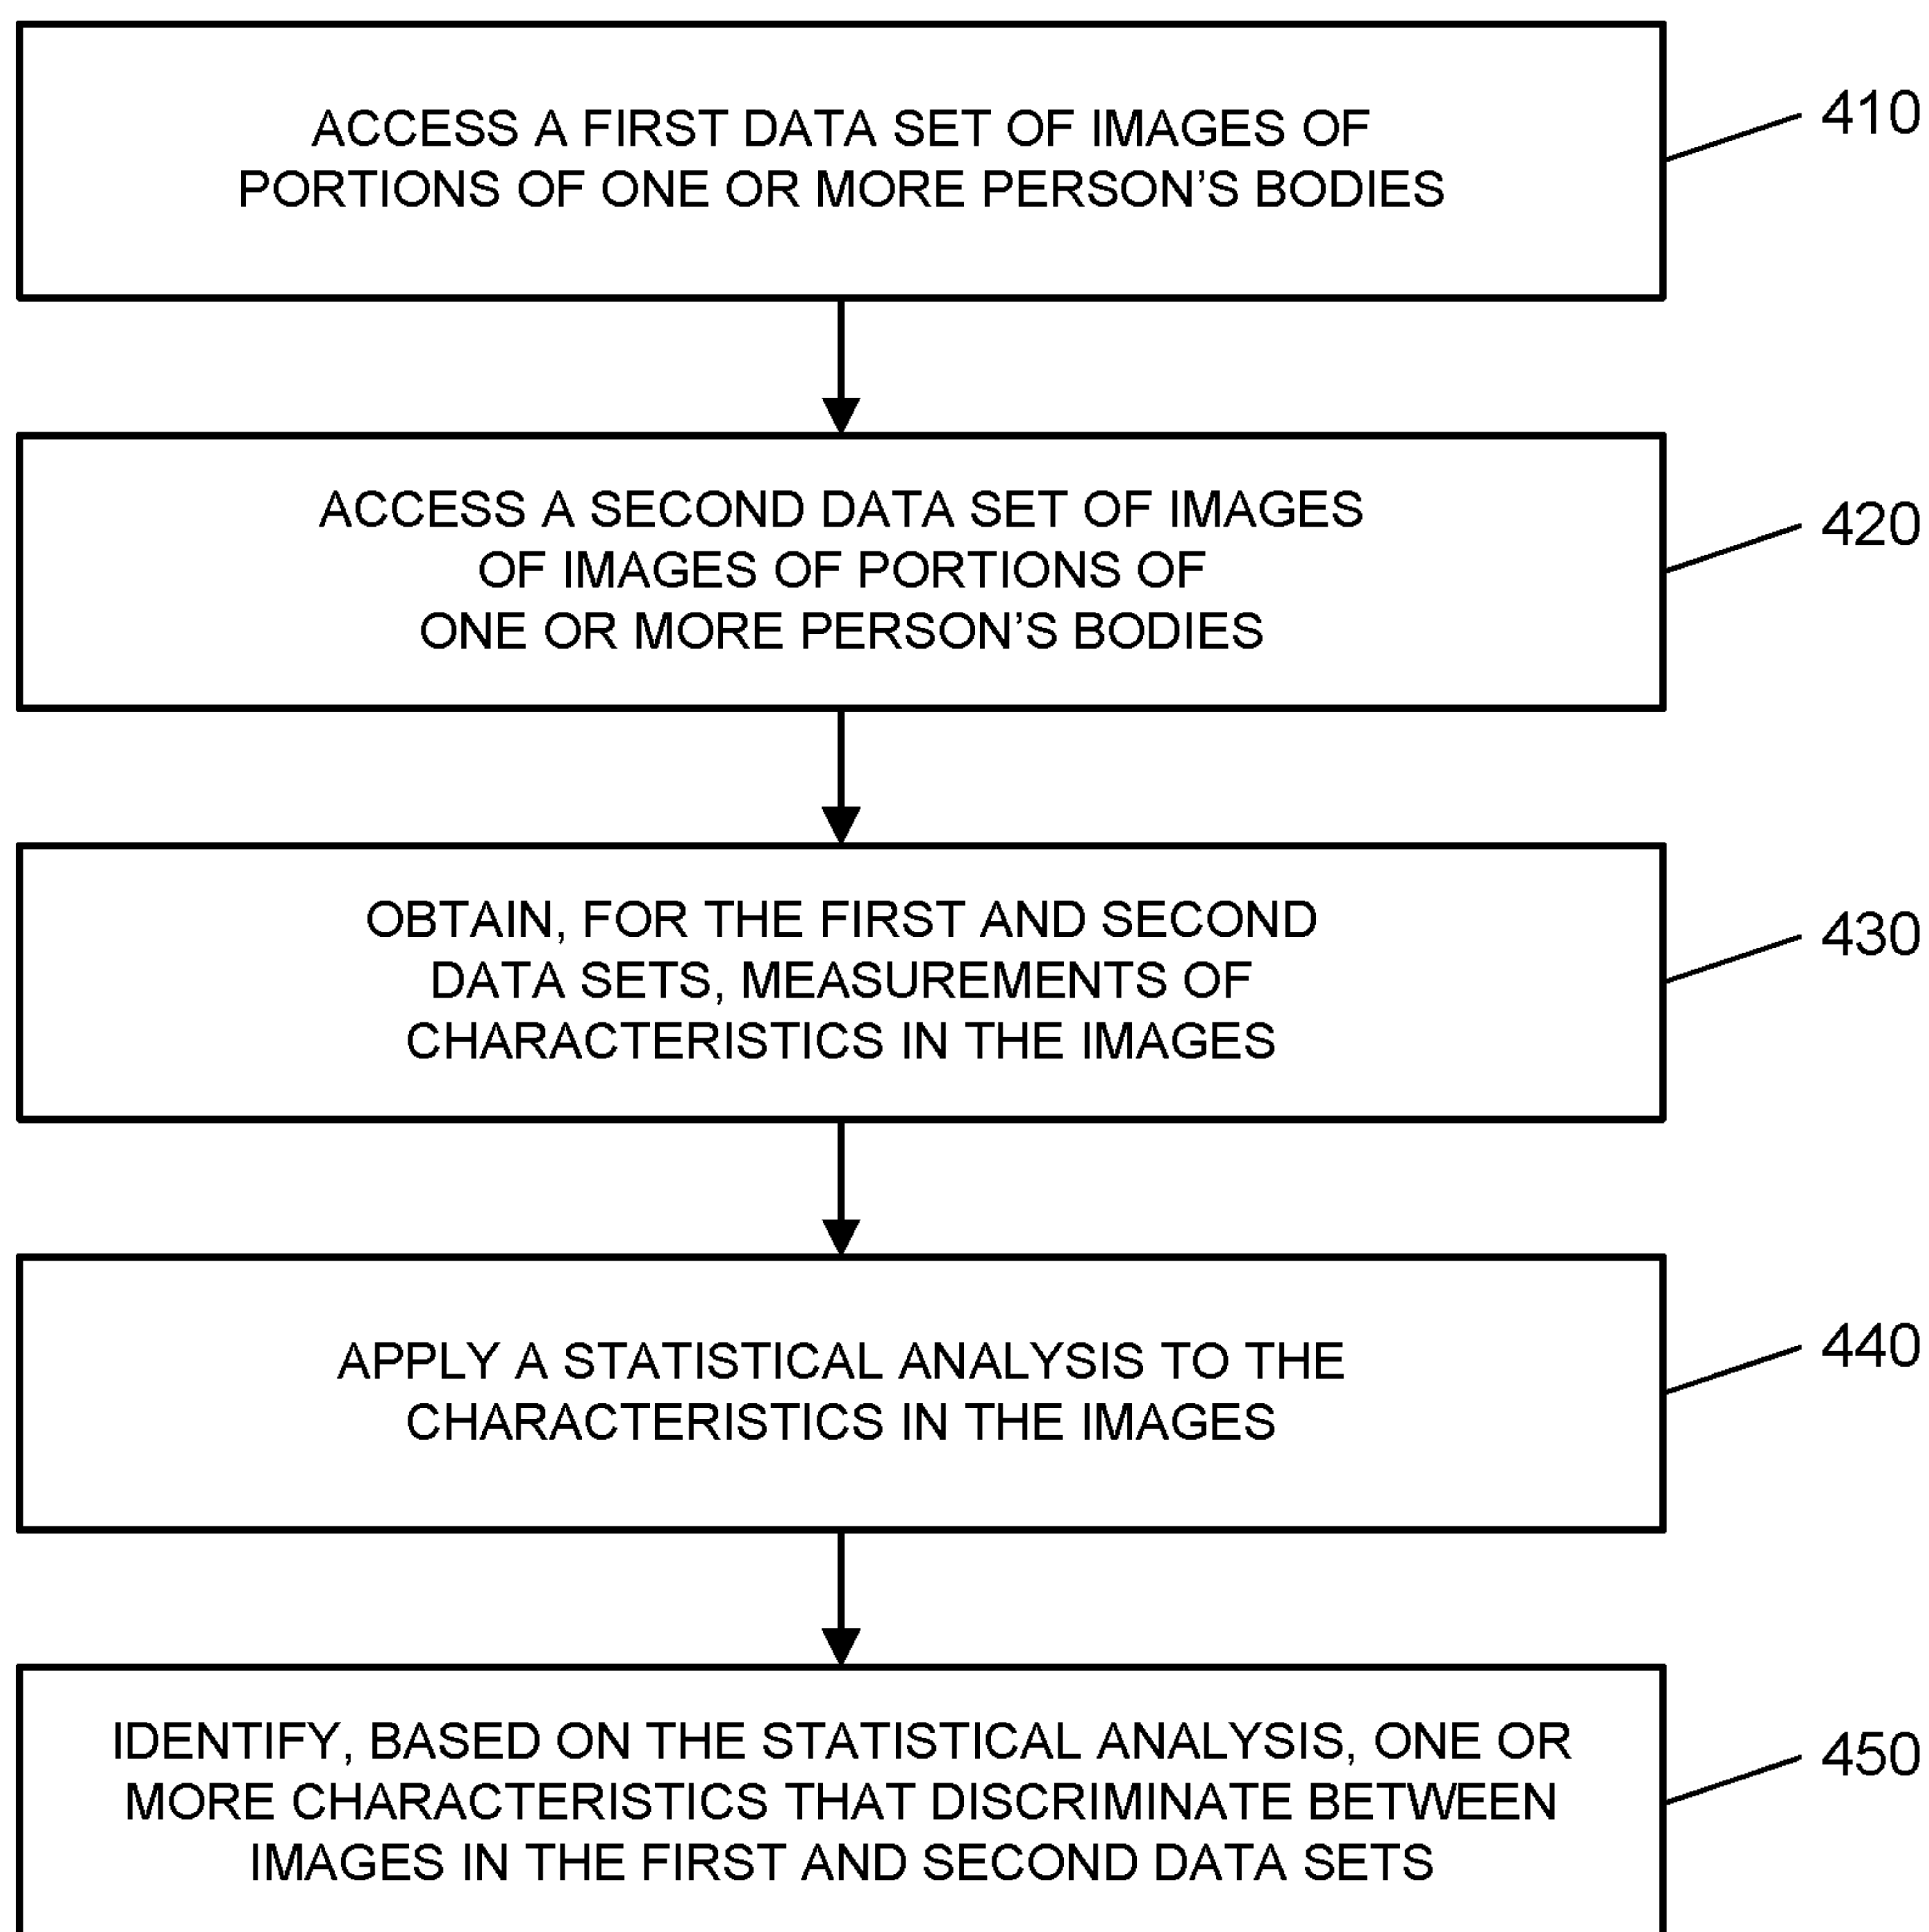 ACCESS A FIRST DATA SET OF IMAGES OF
PORTIONS OF ONE OR MORE PERSON’S BODIES
410
ACCESS A SECOND DATA SET OF IMAGES
OF IMAGES OF PORTIONS OF
ONE OR MORE PERSON’S BODIES
420
OBTAIN, FOR THE FIRST AND SECOND
DATA SETS, MEASUREMENTS OF
CHARACTERISTICS IN THE IMAGES
430
APPLY A STATISTICAL ANALYSIS TO THE
CHARACTERISTICS IN THE IMAGES
440
IDENTIFY, BASED ON THE STATISTICAL ANALYSIS, ONE OR
MORE CHARACTERISTICS THAT DISCRIMINATE BETWEEN
IMAGES IN THE FIRST AND SECOND DATA SETS
450